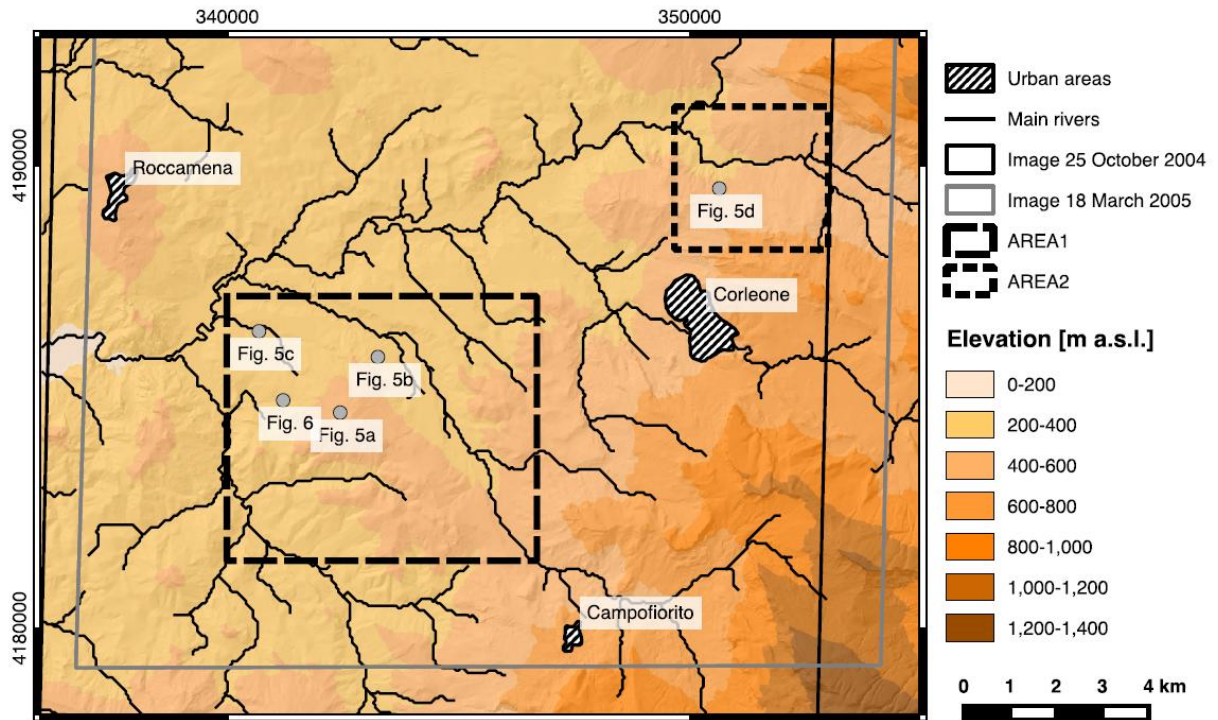 340000
350000
4190000
4180000
Roccamena
Fig. 5d
Corleone
Fig. 5c
Fig. 5b
Fig. 6
Fig. 5a
Campofiorito
Urban areas
Main rivers
Image 25 October 2004
Image 18 March 2005
AREA1
AREA2
Elevation [m a.s.l.]
0-200
200-400
400-600
600-800
800-1,000
1,000-1,200
1,200-1,400
0 1 2 3 4 km